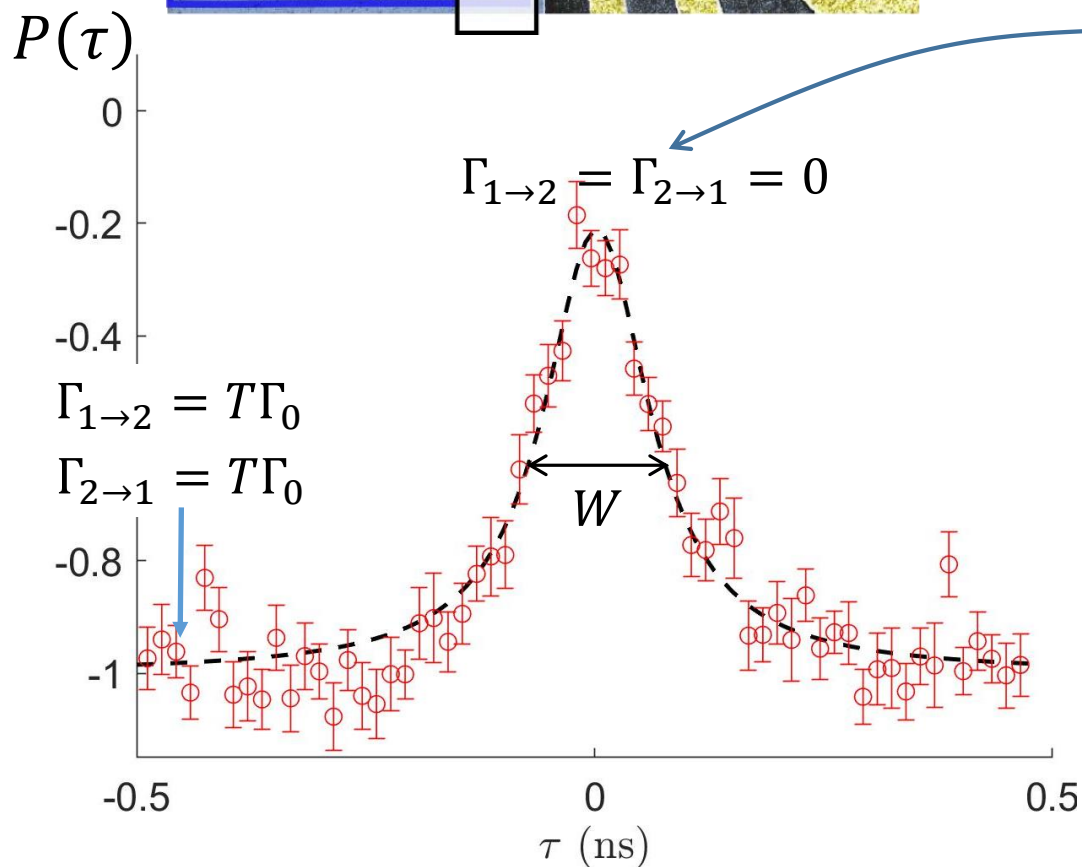 P(τ)
0
Γ₁→₂ = Γ₂→₁ = 0
-0.2
-0.4
Γ₁→₂ = TΓ₀
Γ₂→₁ = TΓ₀
W
-0.8
-1
-0.5 0 0.5
τ (ns)